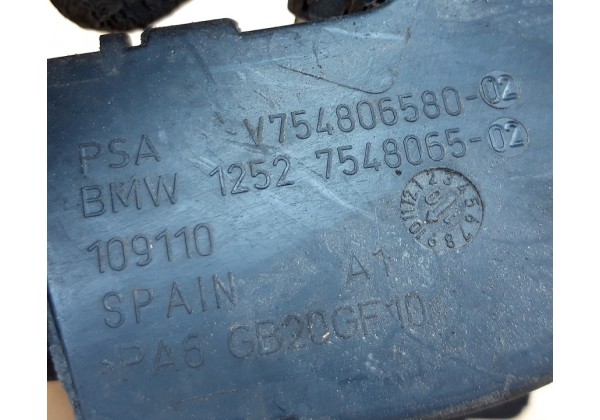 PSA V754806580-02
BMW 1252 7548065-02
109110
SPAIN A1
>PA6 GB20GF10<